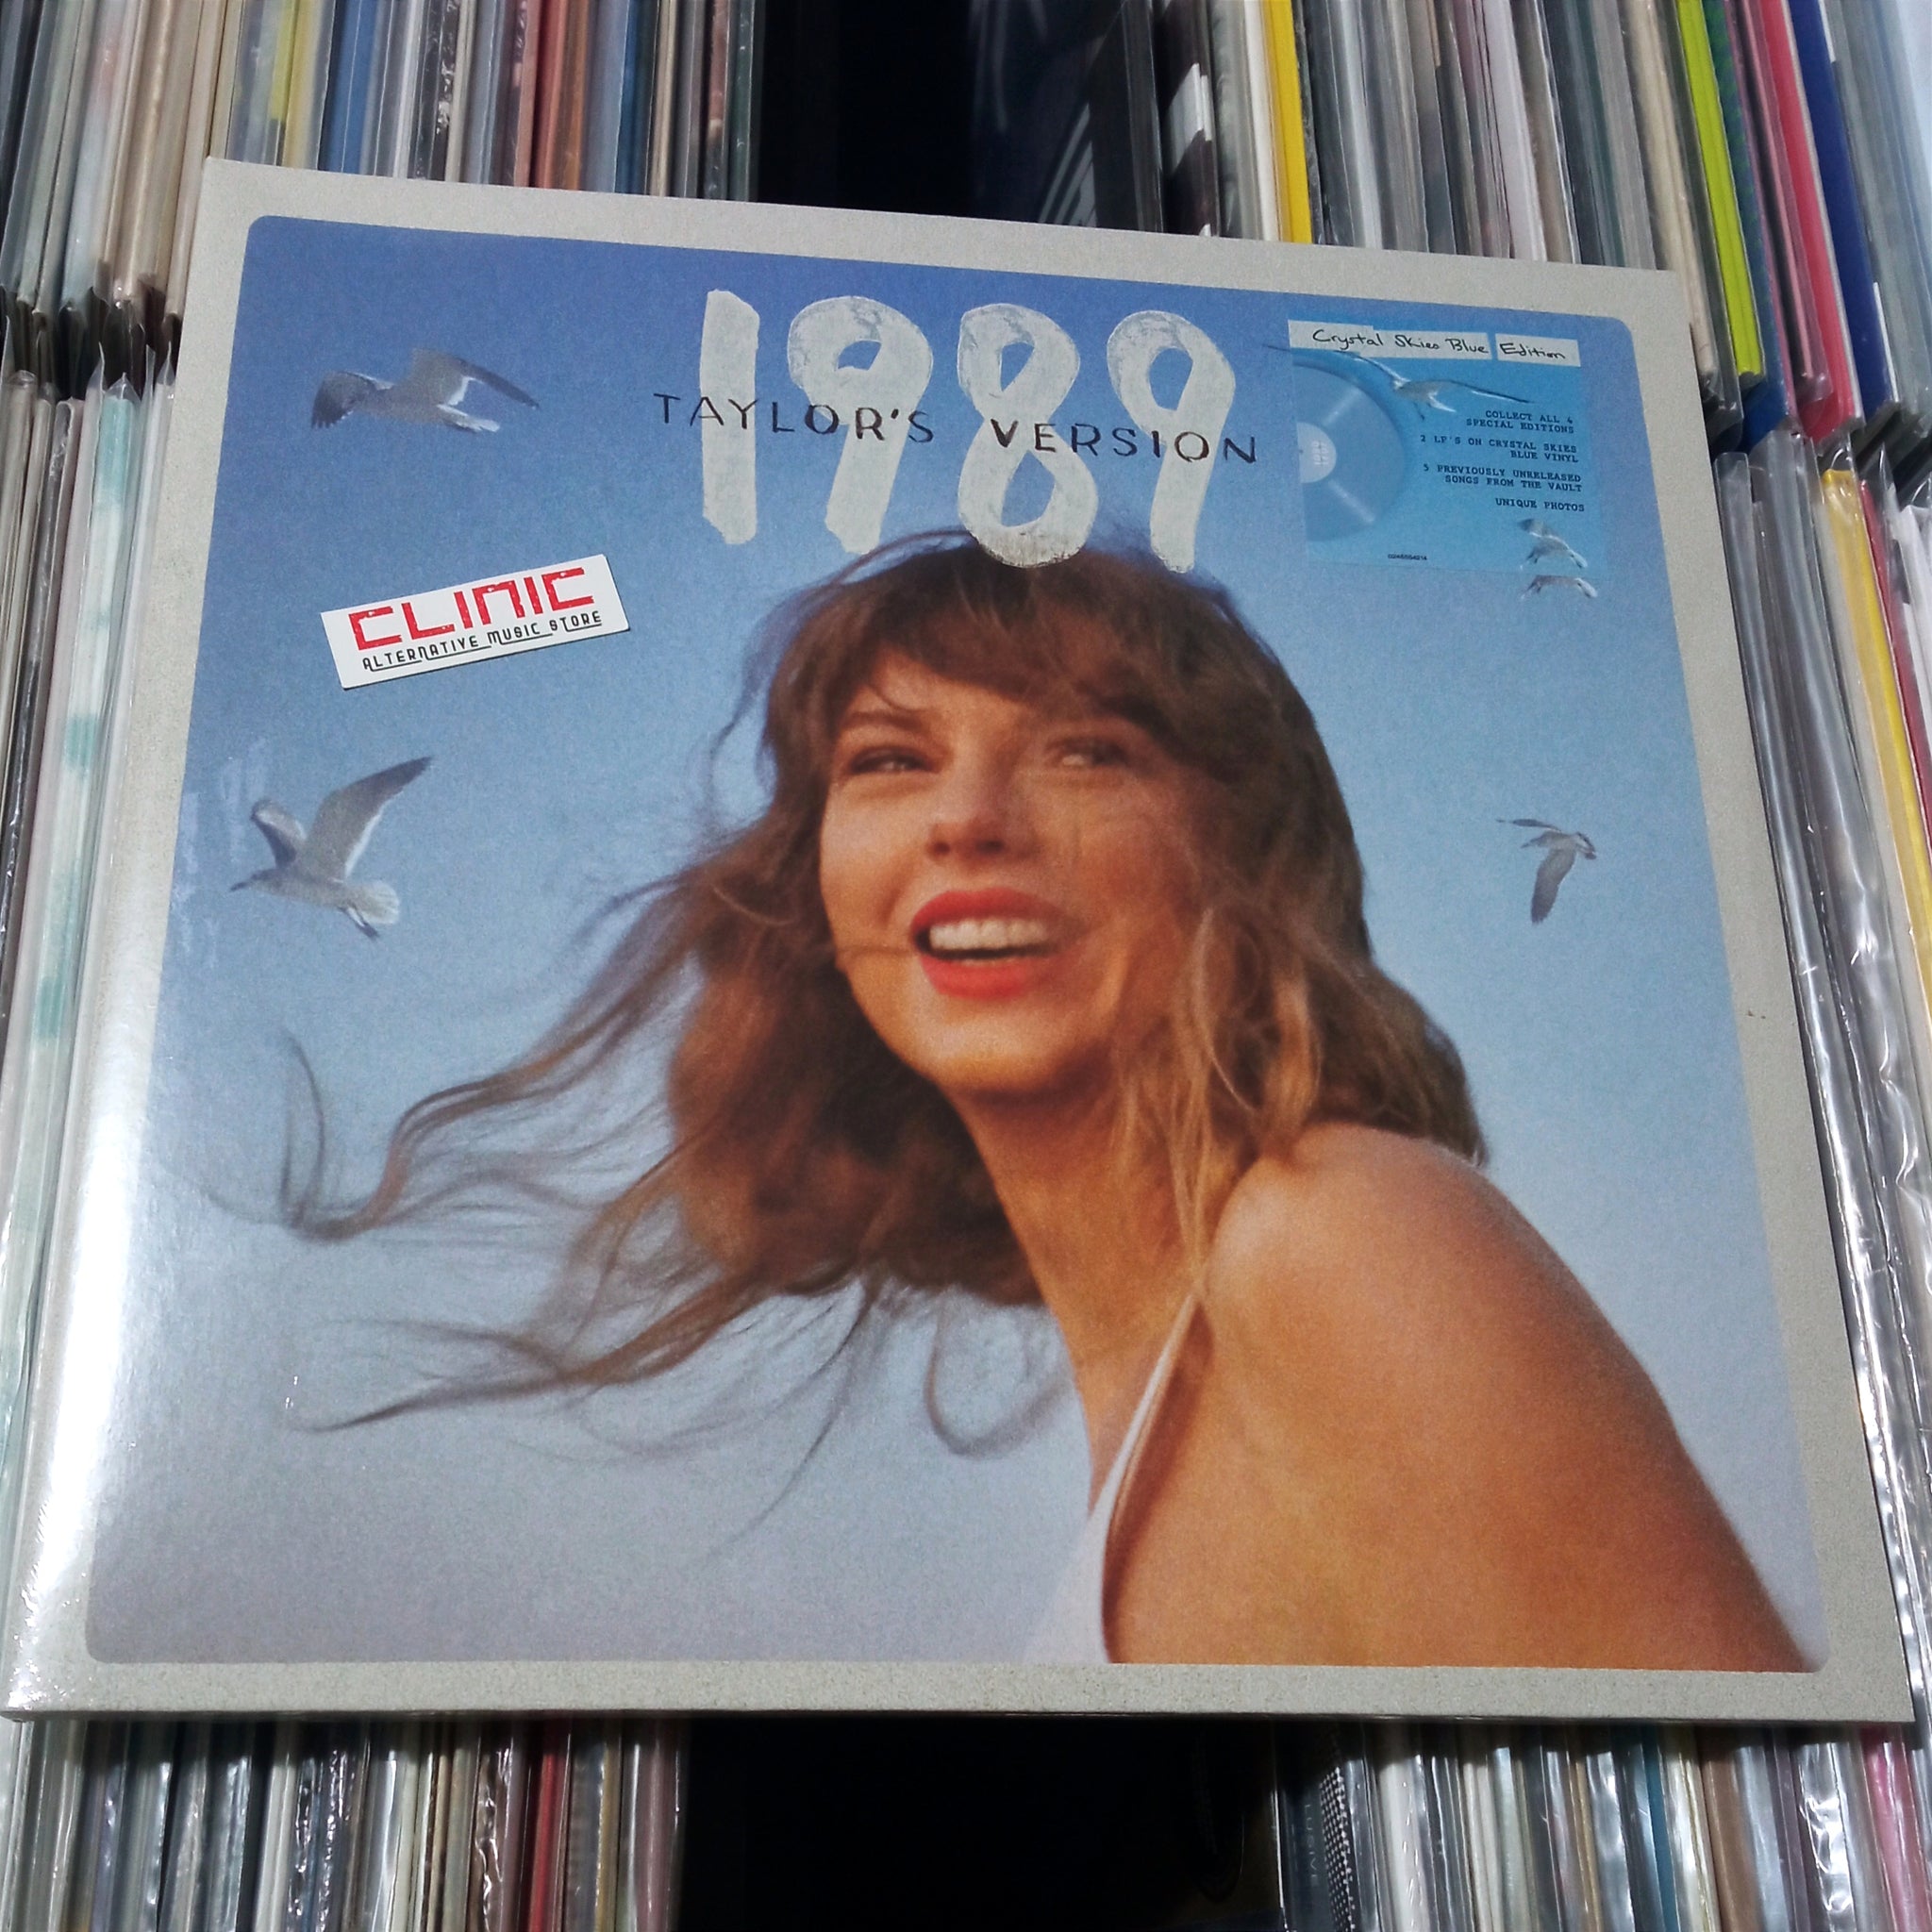 1989
TAYLOR'S VERSION
Crystal Skies Blue Edition
COLLECT ALL 4
SPECIAL EDITIONS
2 LP'S ON CRYSTAL SKIES
BLUE VINYL
5 PREVIOUSLY UNRELEASED
SONGS FROM THE VAULT
UNIQUE PHOTOS
CLINIC
ALTERNATIVE MUSIC STORE